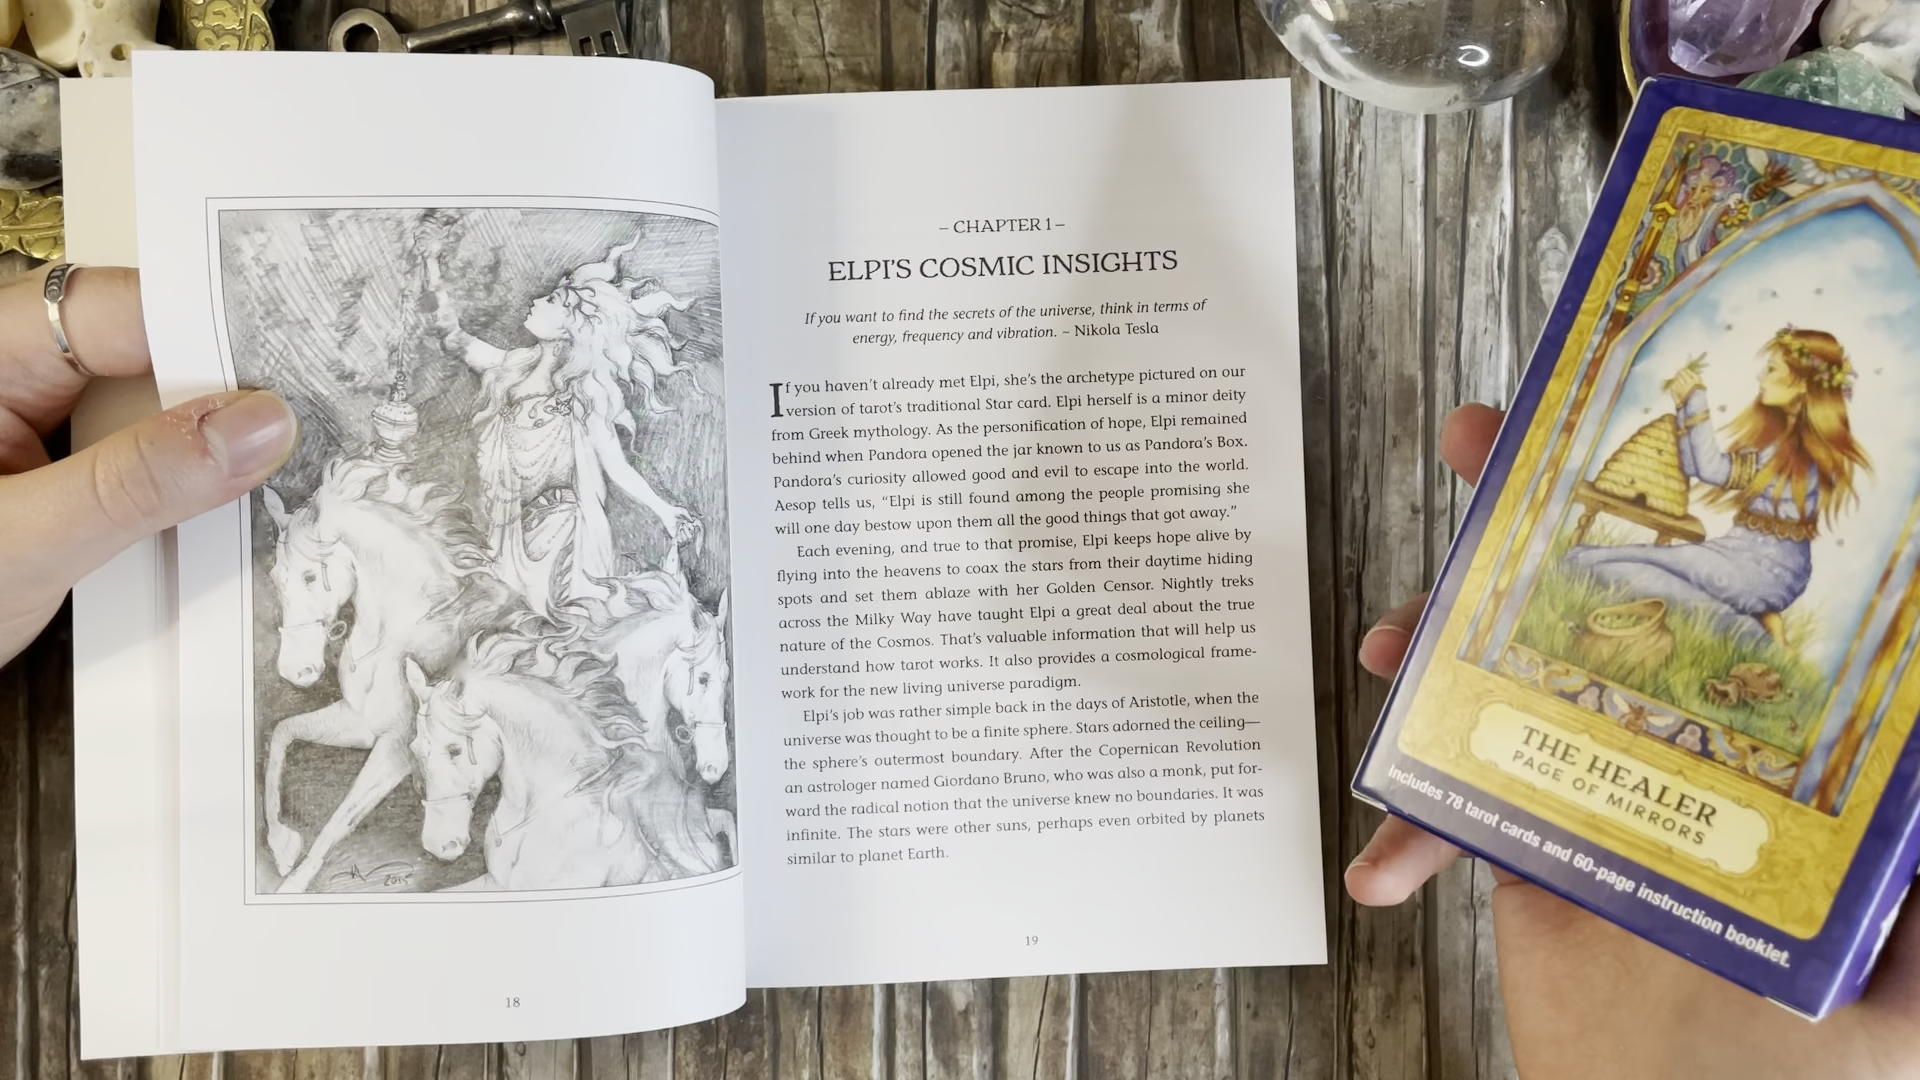 2015
18
– CHAPTER 1 –
ELPI'S COSMIC INSIGHTS
If you want to find the secrets of the universe, think in terms of
energy, frequency and vibration. ~ Nikola Tesla
If you haven't already met Elpi, she's the archetype pictured on our
version of tarot's traditional Star card. Elpi herself is a minor deity
from Greek mythology. As the personification of hope, Elpi remained
behind when Pandora opened the jar known to us as Pandora's Box.
Pandora's curiosity allowed good and evil to escape into the world.
Aesop tells us, “Elpi is still found among the people promising she
will one day bestow upon them all the good things that got away.”
Each evening, and true to that promise, Elpi keeps hope alive by
flying into the heavens to coax the stars from their daytime hiding
spots and set them ablaze with her Golden Censor. Nightly treks
across the Milky Way have taught Elpi a great deal about the true
nature of the Cosmos. That's valuable information that will help us
understand how tarot works. It also provides a cosmological frame-
work for the new living universe paradigm.
Elpi's job was rather simple back in the days of Aristotle, when the
universe was thought to be a finite sphere. Stars adorned the ceiling—
the sphere's outermost boundary. After the Copernican Revolution
an astrologer named Giordano Bruno, who was also a monk, put for-
ward the radical notion that the universe knew no boundaries. It was
infinite. The stars were other suns, perhaps even orbited by planets
similar to planet Earth.
19
THE HEALER
PAGE OF MIRRORS
Includes 78 tarot cards and 60-page instruction booklet.